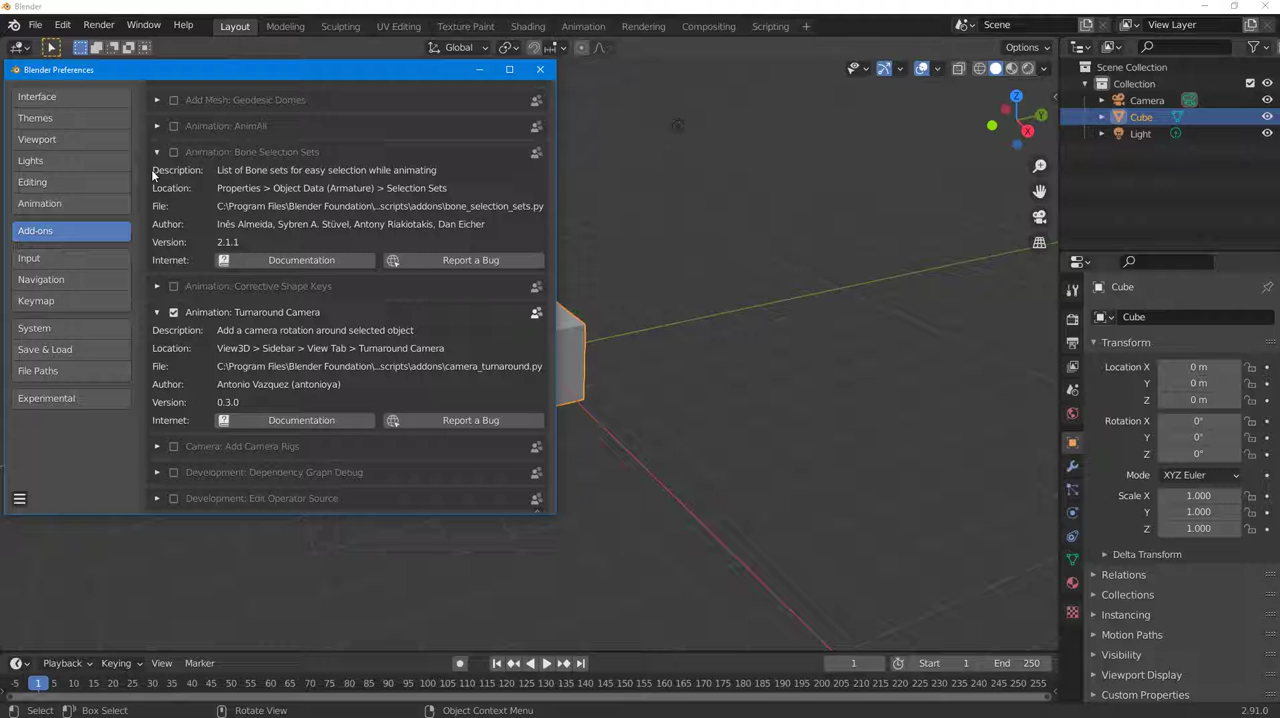 Blender
File Edit Render Window Help Layout Modeling Sculpting UV Editing Texture Paint Shading Animation Rendering Compositing Scripting + Scene View Layer
Global Options
Blender Preferences
Interface
Themes
Viewport
Lights
Editing
Animation
Add-ons
Input
Navigation
Keymap
System
Save & Load
File Paths
Experimental
Add Mesh: Geodesic Domes
Animation: AnimAll
Animation: Bone Selection Sets
Description: List of Bone sets for easy selection while animating
Location: Properties > Object Data (Armature) > Selection Sets
File: C:\Program Files\Blender Foundation\..scripts\addons\bone_selection_sets.py
Author: Inês Almeida, Sybren A. Stüvel, Antony Riakiotakis, Dan Eicher
Version: 2.1.1
Internet: Documentation Report a Bug
Animation: Corrective Shape Keys
Animation: Turnaround Camera
Description: Add a camera rotation around selected object
Location: View3D > Sidebar > View Tab > Turnaround Camera
File: C:\Program Files\Blender Foundation\..scripts\addons\camera_turnaround.py
Author: Antonio Vazquez (antonioya)
Version: 0.3.0
Internet: Documentation Report a Bug
Camera: Add Camera Rigs
Development: Dependency Graph Debug
Development: Edit Operator Source
Z
Y
X
Scene Collection
Collection
Camera
Cube
Light
Cube
Cube
Transform
Location X 0 m
Y 0 m
Z 0 m
Rotation X 0°
Y 0°
Z 0°
Mode XYZ Euler
Scale X 1.000
Y 1.000
Z 1.000
Delta Transform
Relations
Collections
Instancing
Motion Paths
Visibility
Viewport Display
Custom Properties
Playback Keying View Marker 1 Start 1 End 250
-5 1 5 10 15 20 25 30 35 40 45 50 55 60 65 70 75 80 85 90 95 100 105 110 115 120 125 130 135 140 145 150 155 160 165 170 175 180 185 190 195 200 205 210 215 220 225 230 235 240 245 250 255
Select Box Select Rotate View Object Context Menu 2.91.0